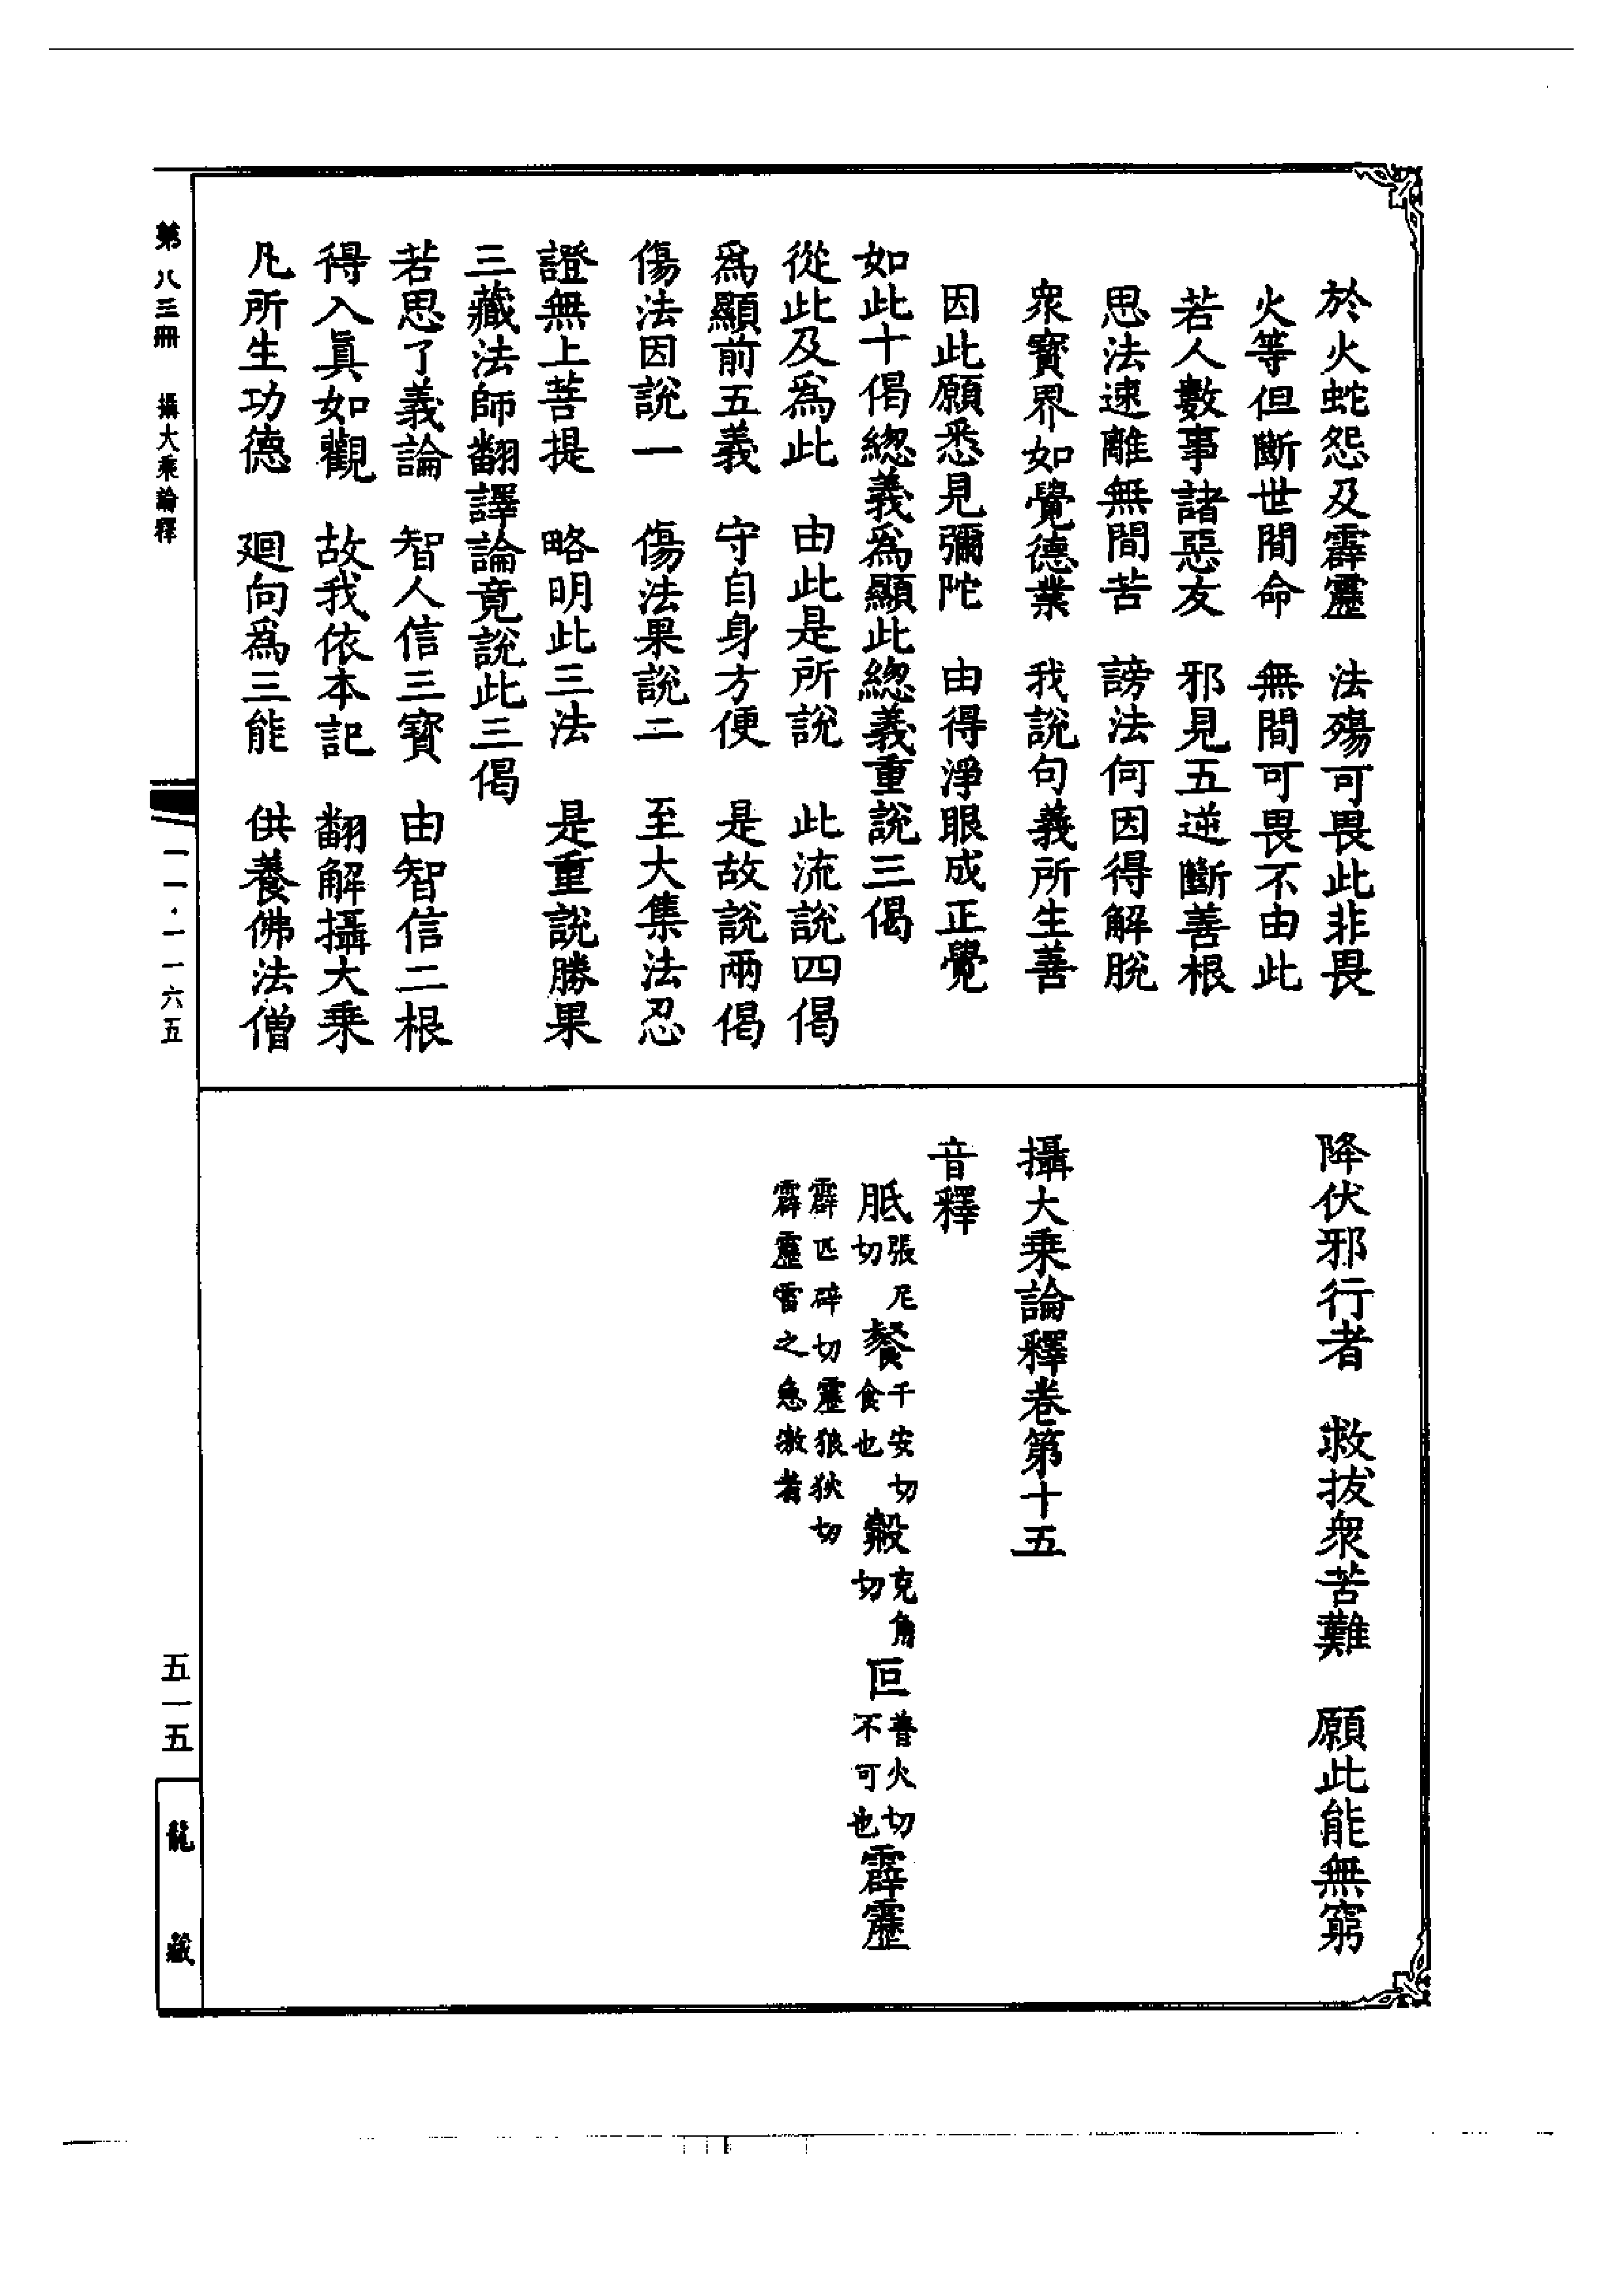 於火蛇怨及霹靂　法殤可畏此非畏
火等但斷世間命　無間可畏不由此
若人數事諸惡友　邪見五逆斷善根
思法速離無間苦　謗法何因得解脫
衆寳界如覺德業　我說句義所生善
因此願悉見彌陀　由得淨眼成正覺
如此十偈總義爲顯此總義重說三偈
從此及爲此　由此是所說　此流說四偈
爲顯前五義　守自身方便　是故說兩偈
傷法因說一　傷法果說二　至大集法忍
證無上菩提　略明此三法　是重說勝果
三藏法師翻譯論竟說此三偈
若思了義論　智人信三寳　由智信二根
得入眞如觀　故我依本記　翻解攝大乘
凡所生功德　迴向爲三能　供養佛法僧
降伏邪行者　救拔衆苦難　願此能無窮
攝大乘論釋卷第十五
音釋
胝張尼切　餐千安切食也　㲉克角切　叵普火切不可也　霹靂
霹匹辟切靂狼狄切
霹靂雷之急激者
第八三冊　攝大乘論釋
一一·一一六五
五一五
龍藏